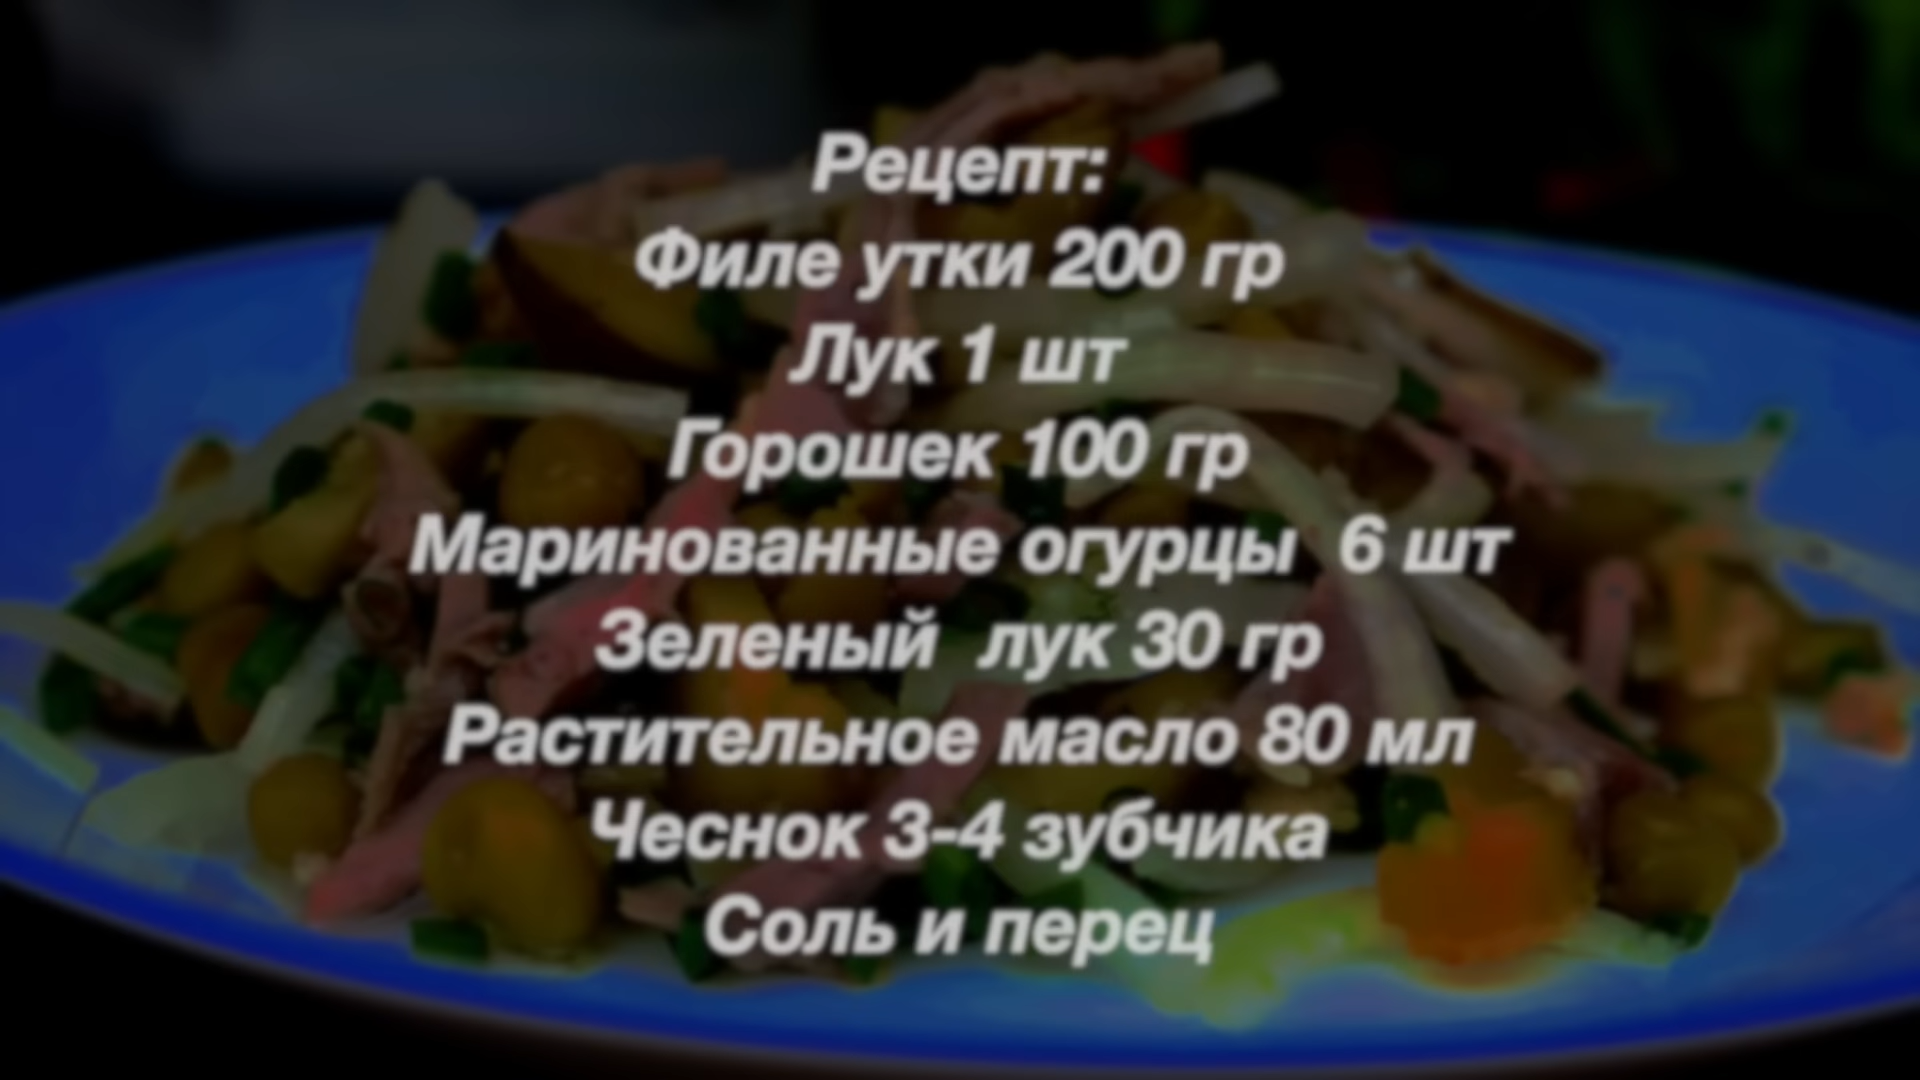 Рецепт:
Филе утки 200 гр
Лук 1 шт
Горошек 100 гр
Маринованные огурцы  6 шт
Зеленый  лук 30 гр
Растительное масло 80 мл
Чеснок 3-4 зубчика
Соль и перец